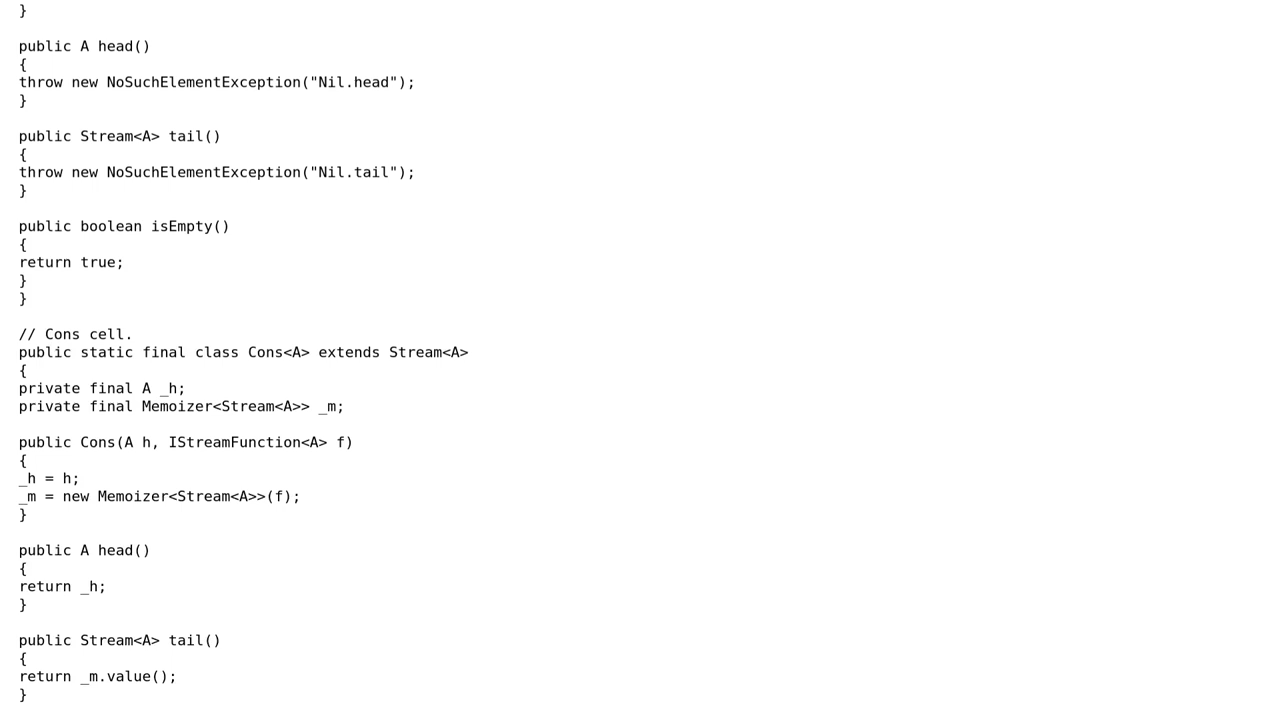 }
public A head()
{
throw new NoSuchElementException("Nil.head");
}
public Stream<A> tail()
{
throw new NoSuchElementException("Nil.tail");
}
public boolean isEmpty()
{
return true;
}
}
// Cons cell.
public static final class Cons<A> extends Stream<A>
{
private final A _h;
private final Memoizer<Stream<A>> _m;
public Cons(A h, IStreamFunction<A> f)
{
_h = h;
_m = new Memoizer<Stream<A>>(f);
}
public A head()
{
return _h;
}
public Stream<A> tail()
{
return _m.value();
}